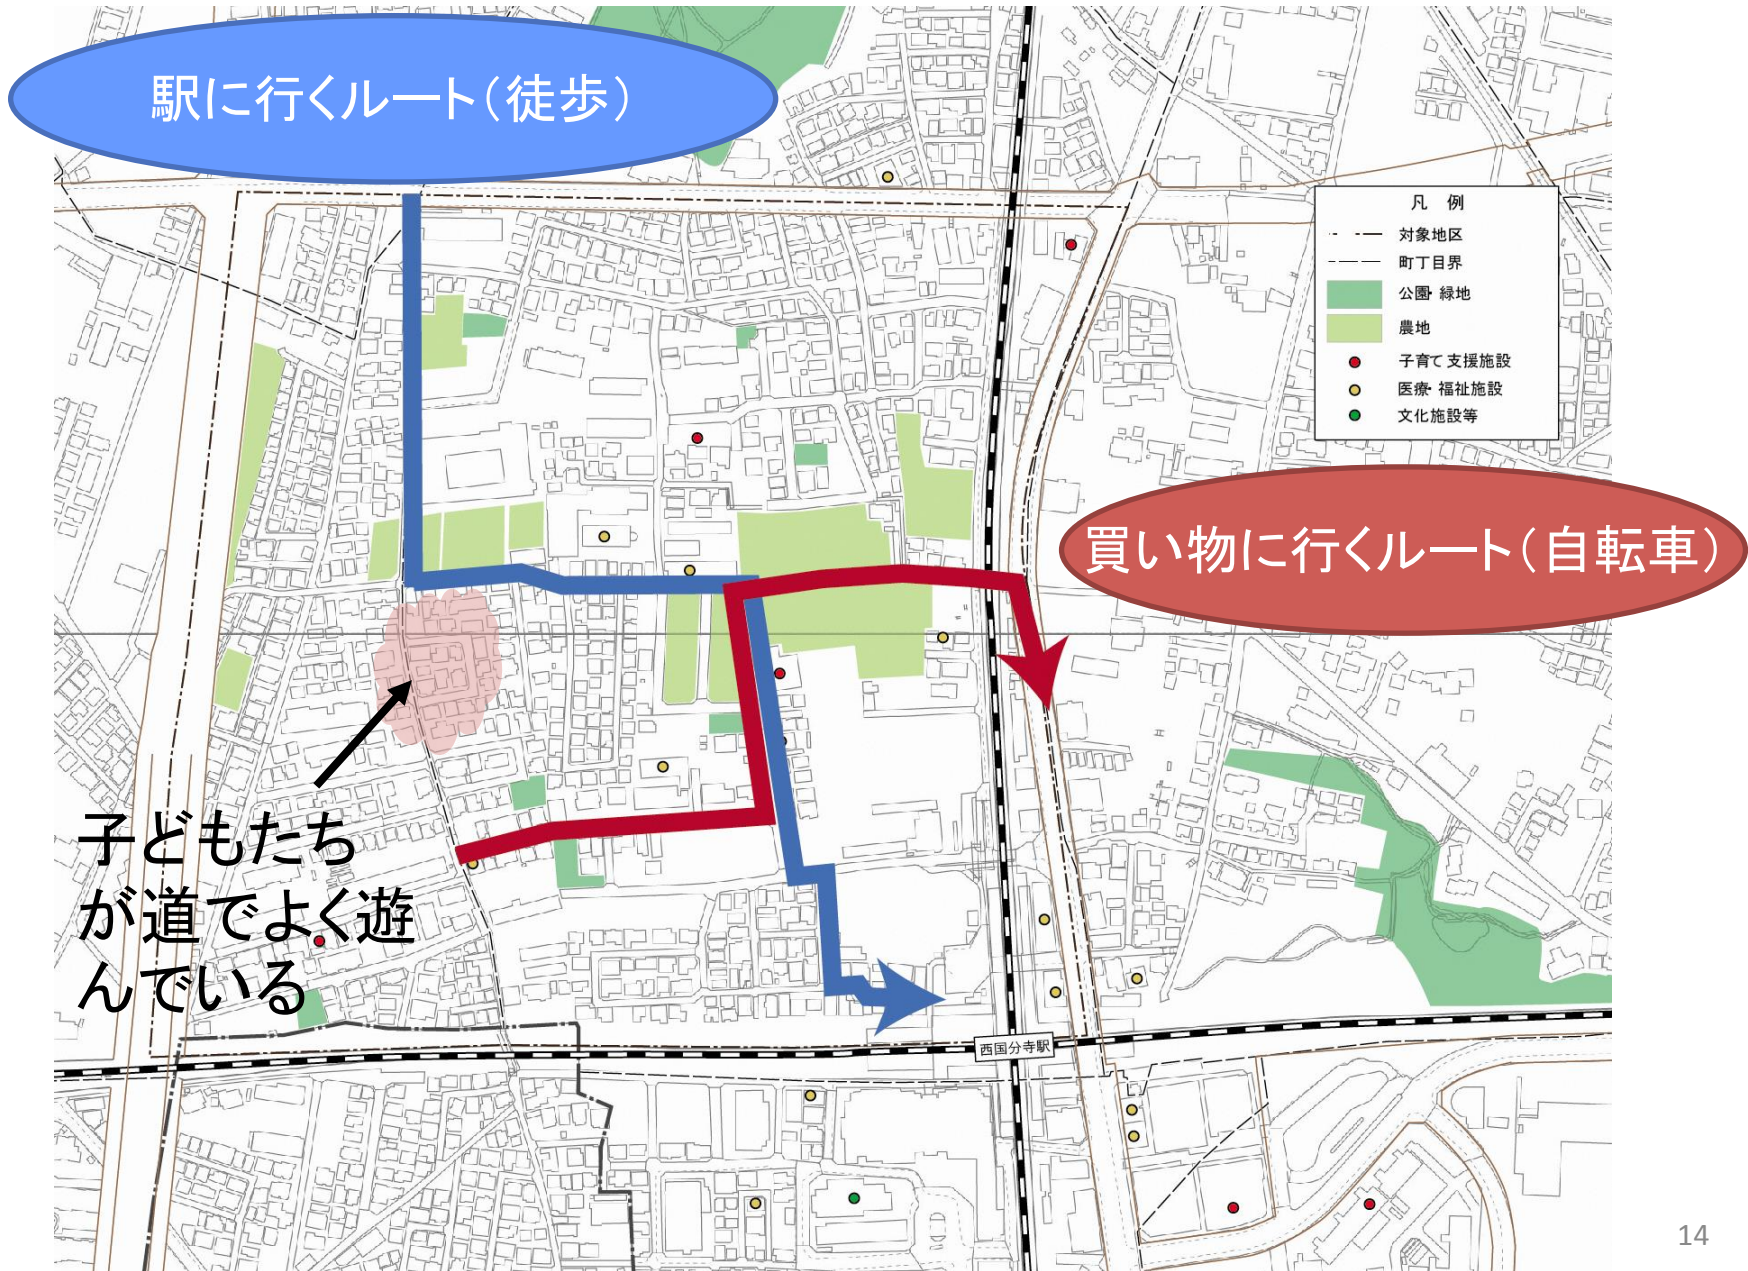 駅に行くルート(徒歩)
凡 例
対象地区
町丁目界
公園・緑地
農地
子育て支援施設
医療・福祉施設
文化施設等
買い物に行くルート(自転車)
子どもたち
が道でよく遊
んでいる
西国分寺駅
14